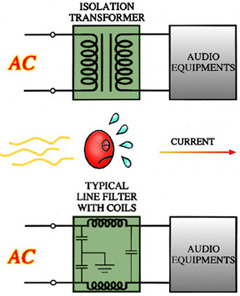 ISOLATION
TRANSFORMER
AC
AUDIO
EQUIPMENTS
CURRENT
TYPICAL
LINE FILTER
WITH COILS
AC
AUDIO
EQUIPMENTS